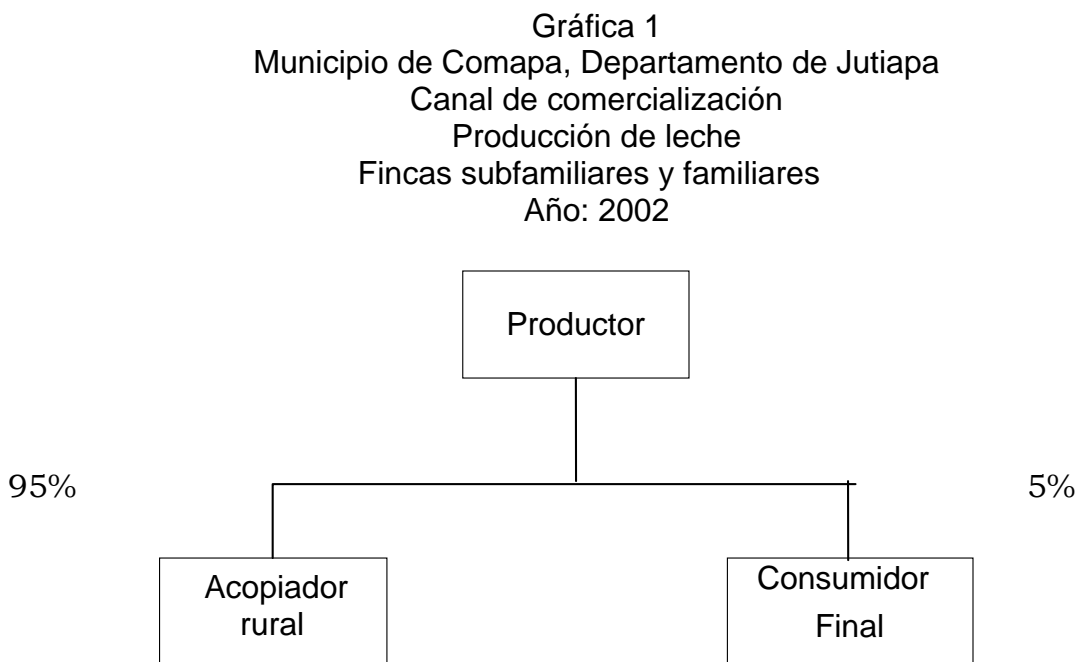 Gráfica 1
Municipio de Comapa, Departamento de Jutiapa
Canal de comercialización
Producción de leche
Fincas subfamiliares y familiares
Año: 2002
Productor
95%
5%
Acopiador
rural
Consumidor
Final